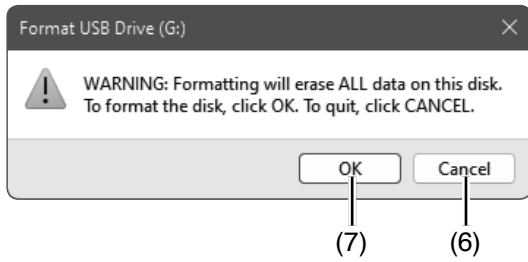 Format USB Drive (G:)
WARNING: Formatting will erase ALL data on this disk.
To format the disk, click OK. To quit, click CANCEL.
OK
Cancel
(7)
(6)